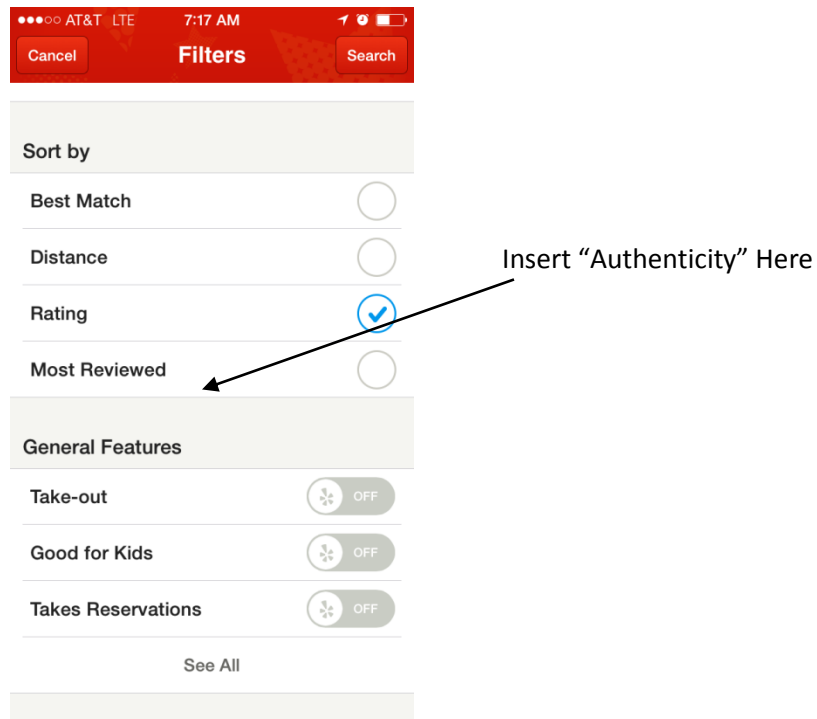 ●●●○○ AT&T LTE 7:17 AM
Cancel Filters Search
Sort by
Best Match
Distance
Insert “Authenticity” Here
Rating
Most Reviewed
General Features
Take-out OFF
Good for Kids OFF
Takes Reservations OFF
See All